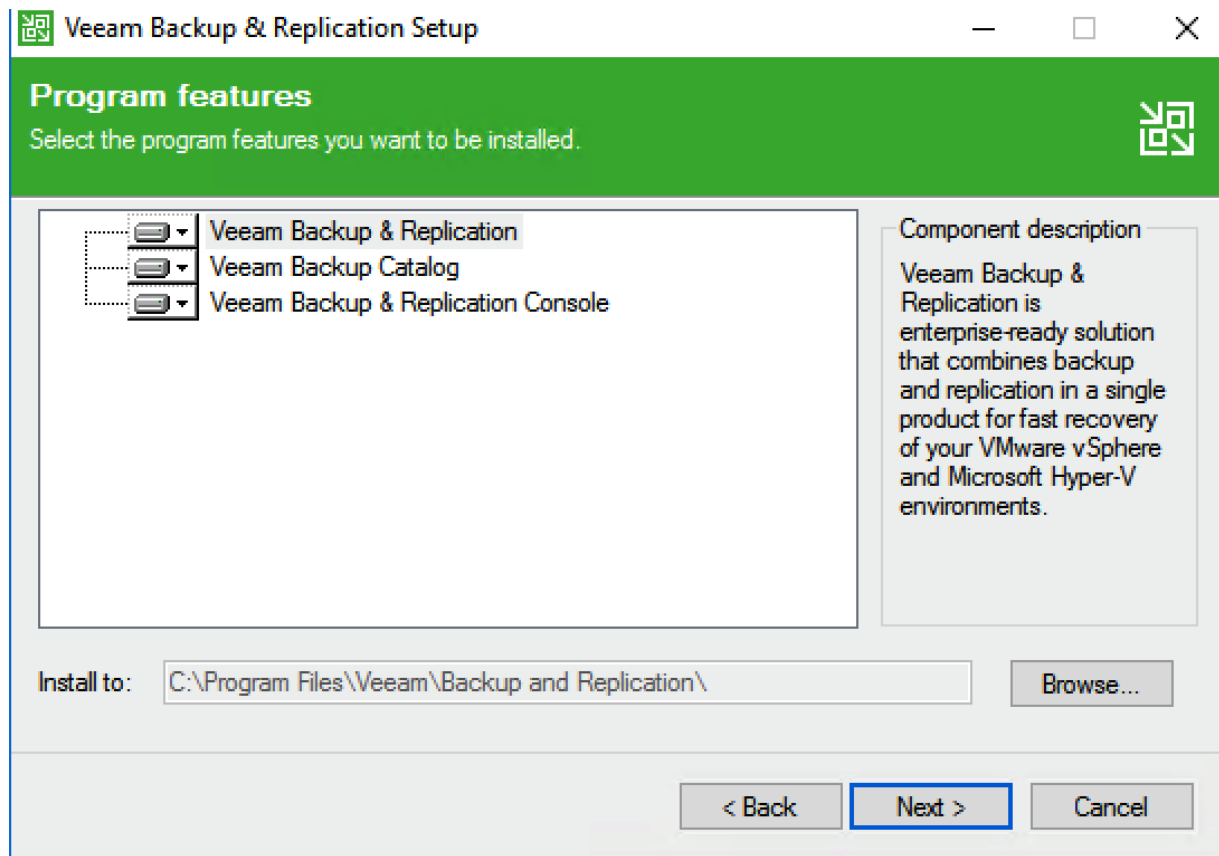 Veeam Backup & Replication Setup
Program features
Select the program features you want to be installed.
Veeam Backup & Replication
Veeam Backup Catalog
Veeam Backup & Replication Console
Component description
Veeam Backup &
Replication is
enterprise-ready solution
that combines backup
and replication in a single
product for fast recovery
of your VMware vSphere
and Microsoft Hyper-V
environments.
Install to:
C:\Program Files\Veeam\Backup and Replication\
Browse...
< Back
Next >
Cancel